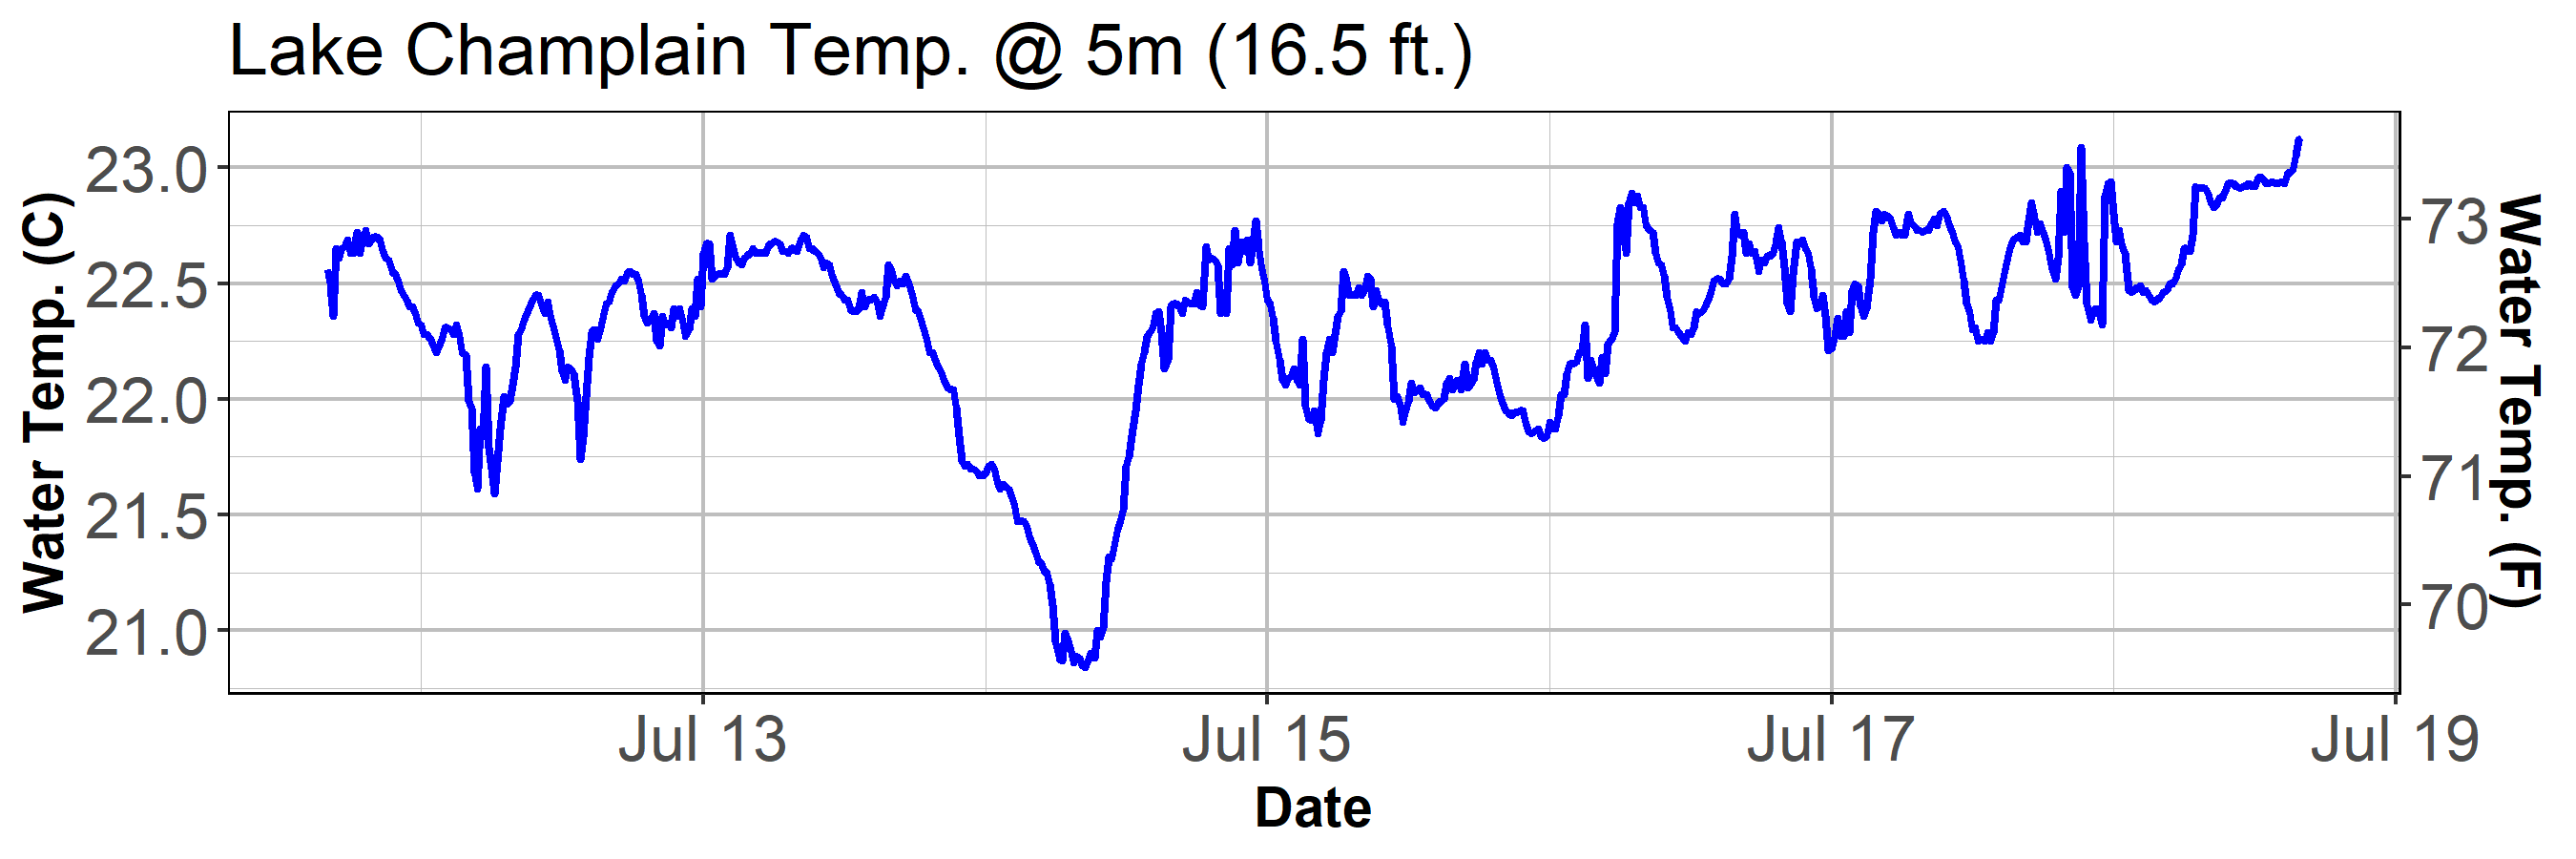 Lake Champlain Temp. @ 5m (16.5 ft.)
Water Temp. (C)
23.0
22.5
22.0
21.5
21.0
73
72
71
70
Water Temp. (F)
Jul 13
Jul 15
Jul 17
Jul 19
Date